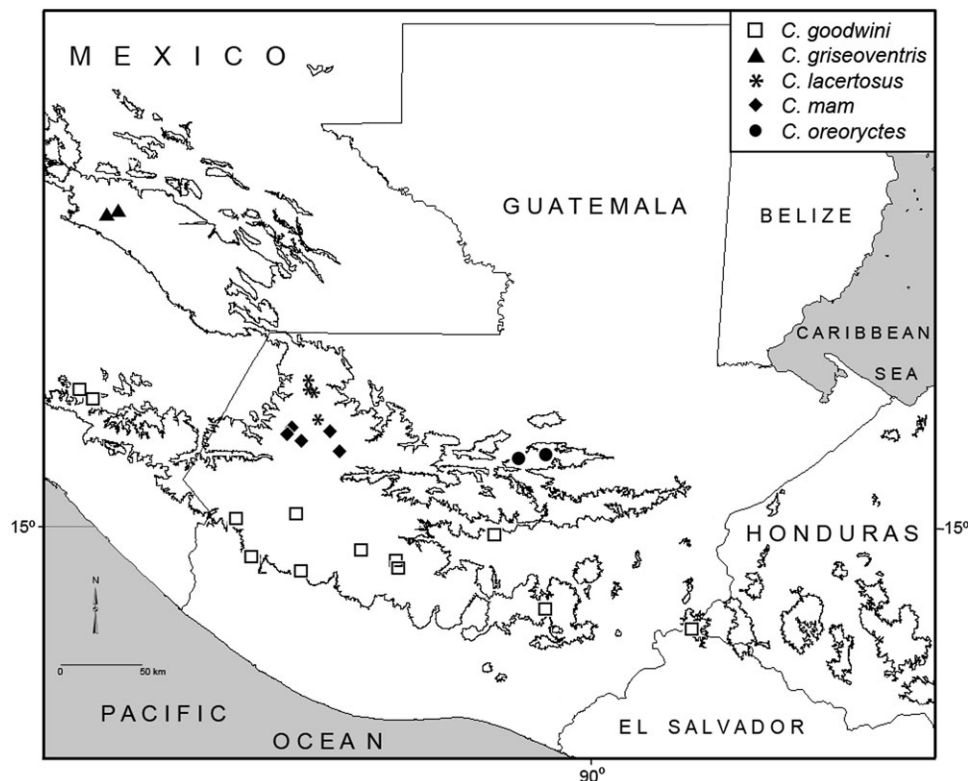 M E X I C O
C. goodwini
C. griseoventris
C. lacertosus
C. mam
C. oreoryctes
GUATEMALA
BELIZE
CARIBBEAN
SEA
15º
15º
HONDURAS
N
0
50 km
PACIFIC
OCEAN
EL SALVADOR
90º